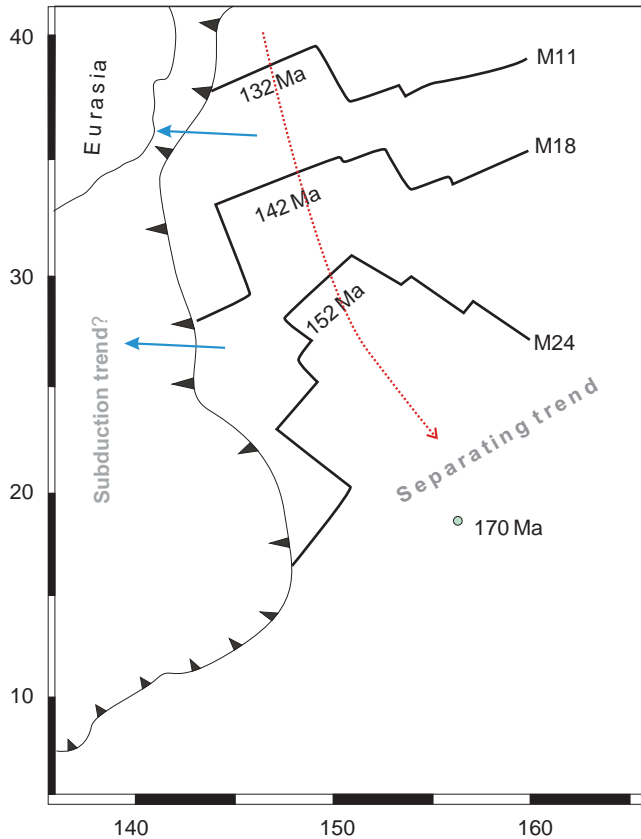 40
M11
132 Ma
Eurasia
M18
142 Ma
30
152 Ma
M24
Subduction trend?
Separating trend
20
170 Ma
10
140
150
160